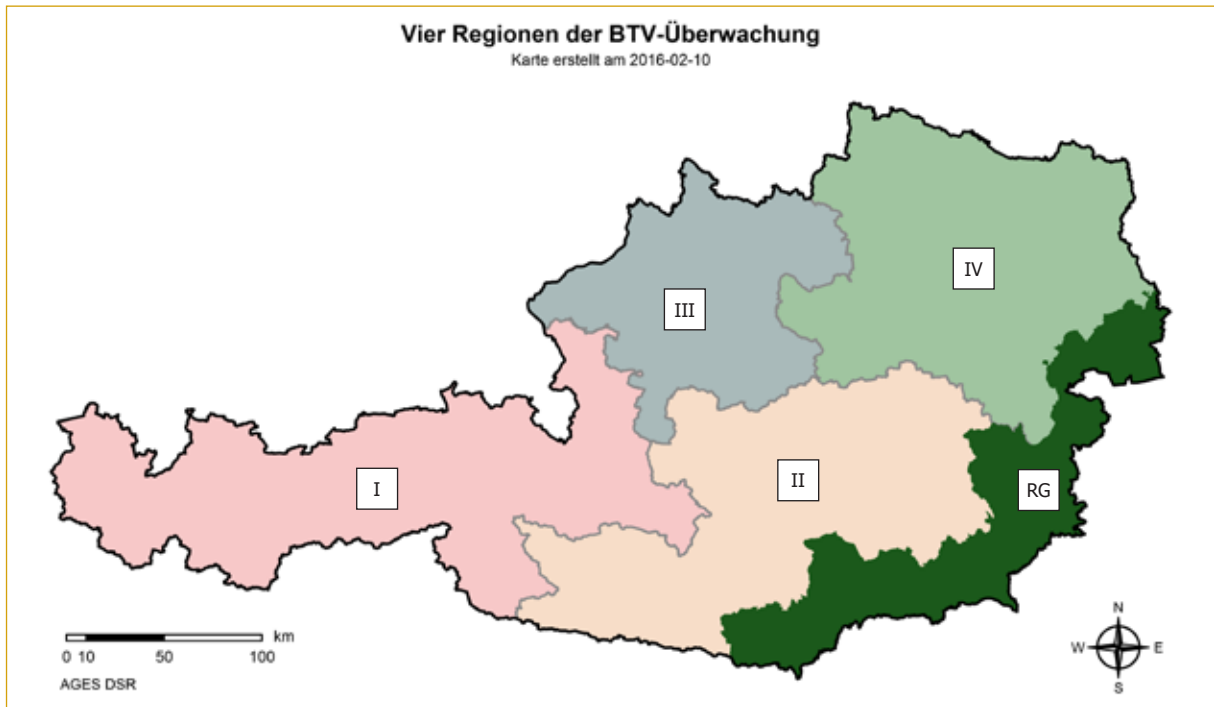 Vier Regionen der BTV-Überwachung
Karte erstellt am 2016-02-10
IV
III
I
II
RG
km
0 10 50 100
AGES DSR
N
W E
S